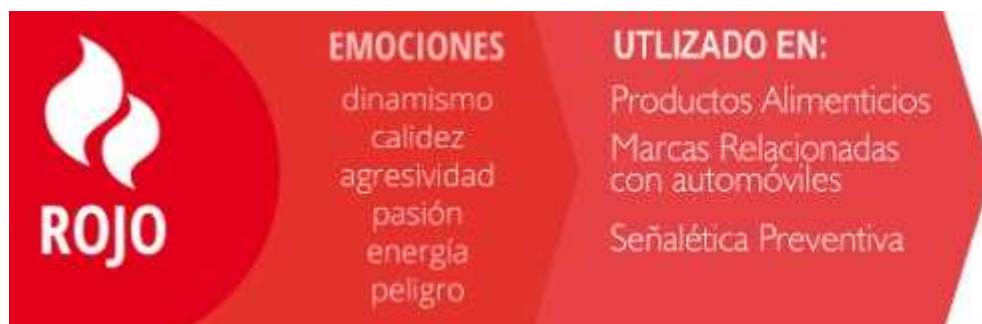 ROJO
EMOCIONES
dinamismo
calidez
agresividad
pasión
energía
peligro
UTLIZADO EN:
Productos Alimenticios
Marcas Relacionadas
con automóviles
Señalética Preventiva